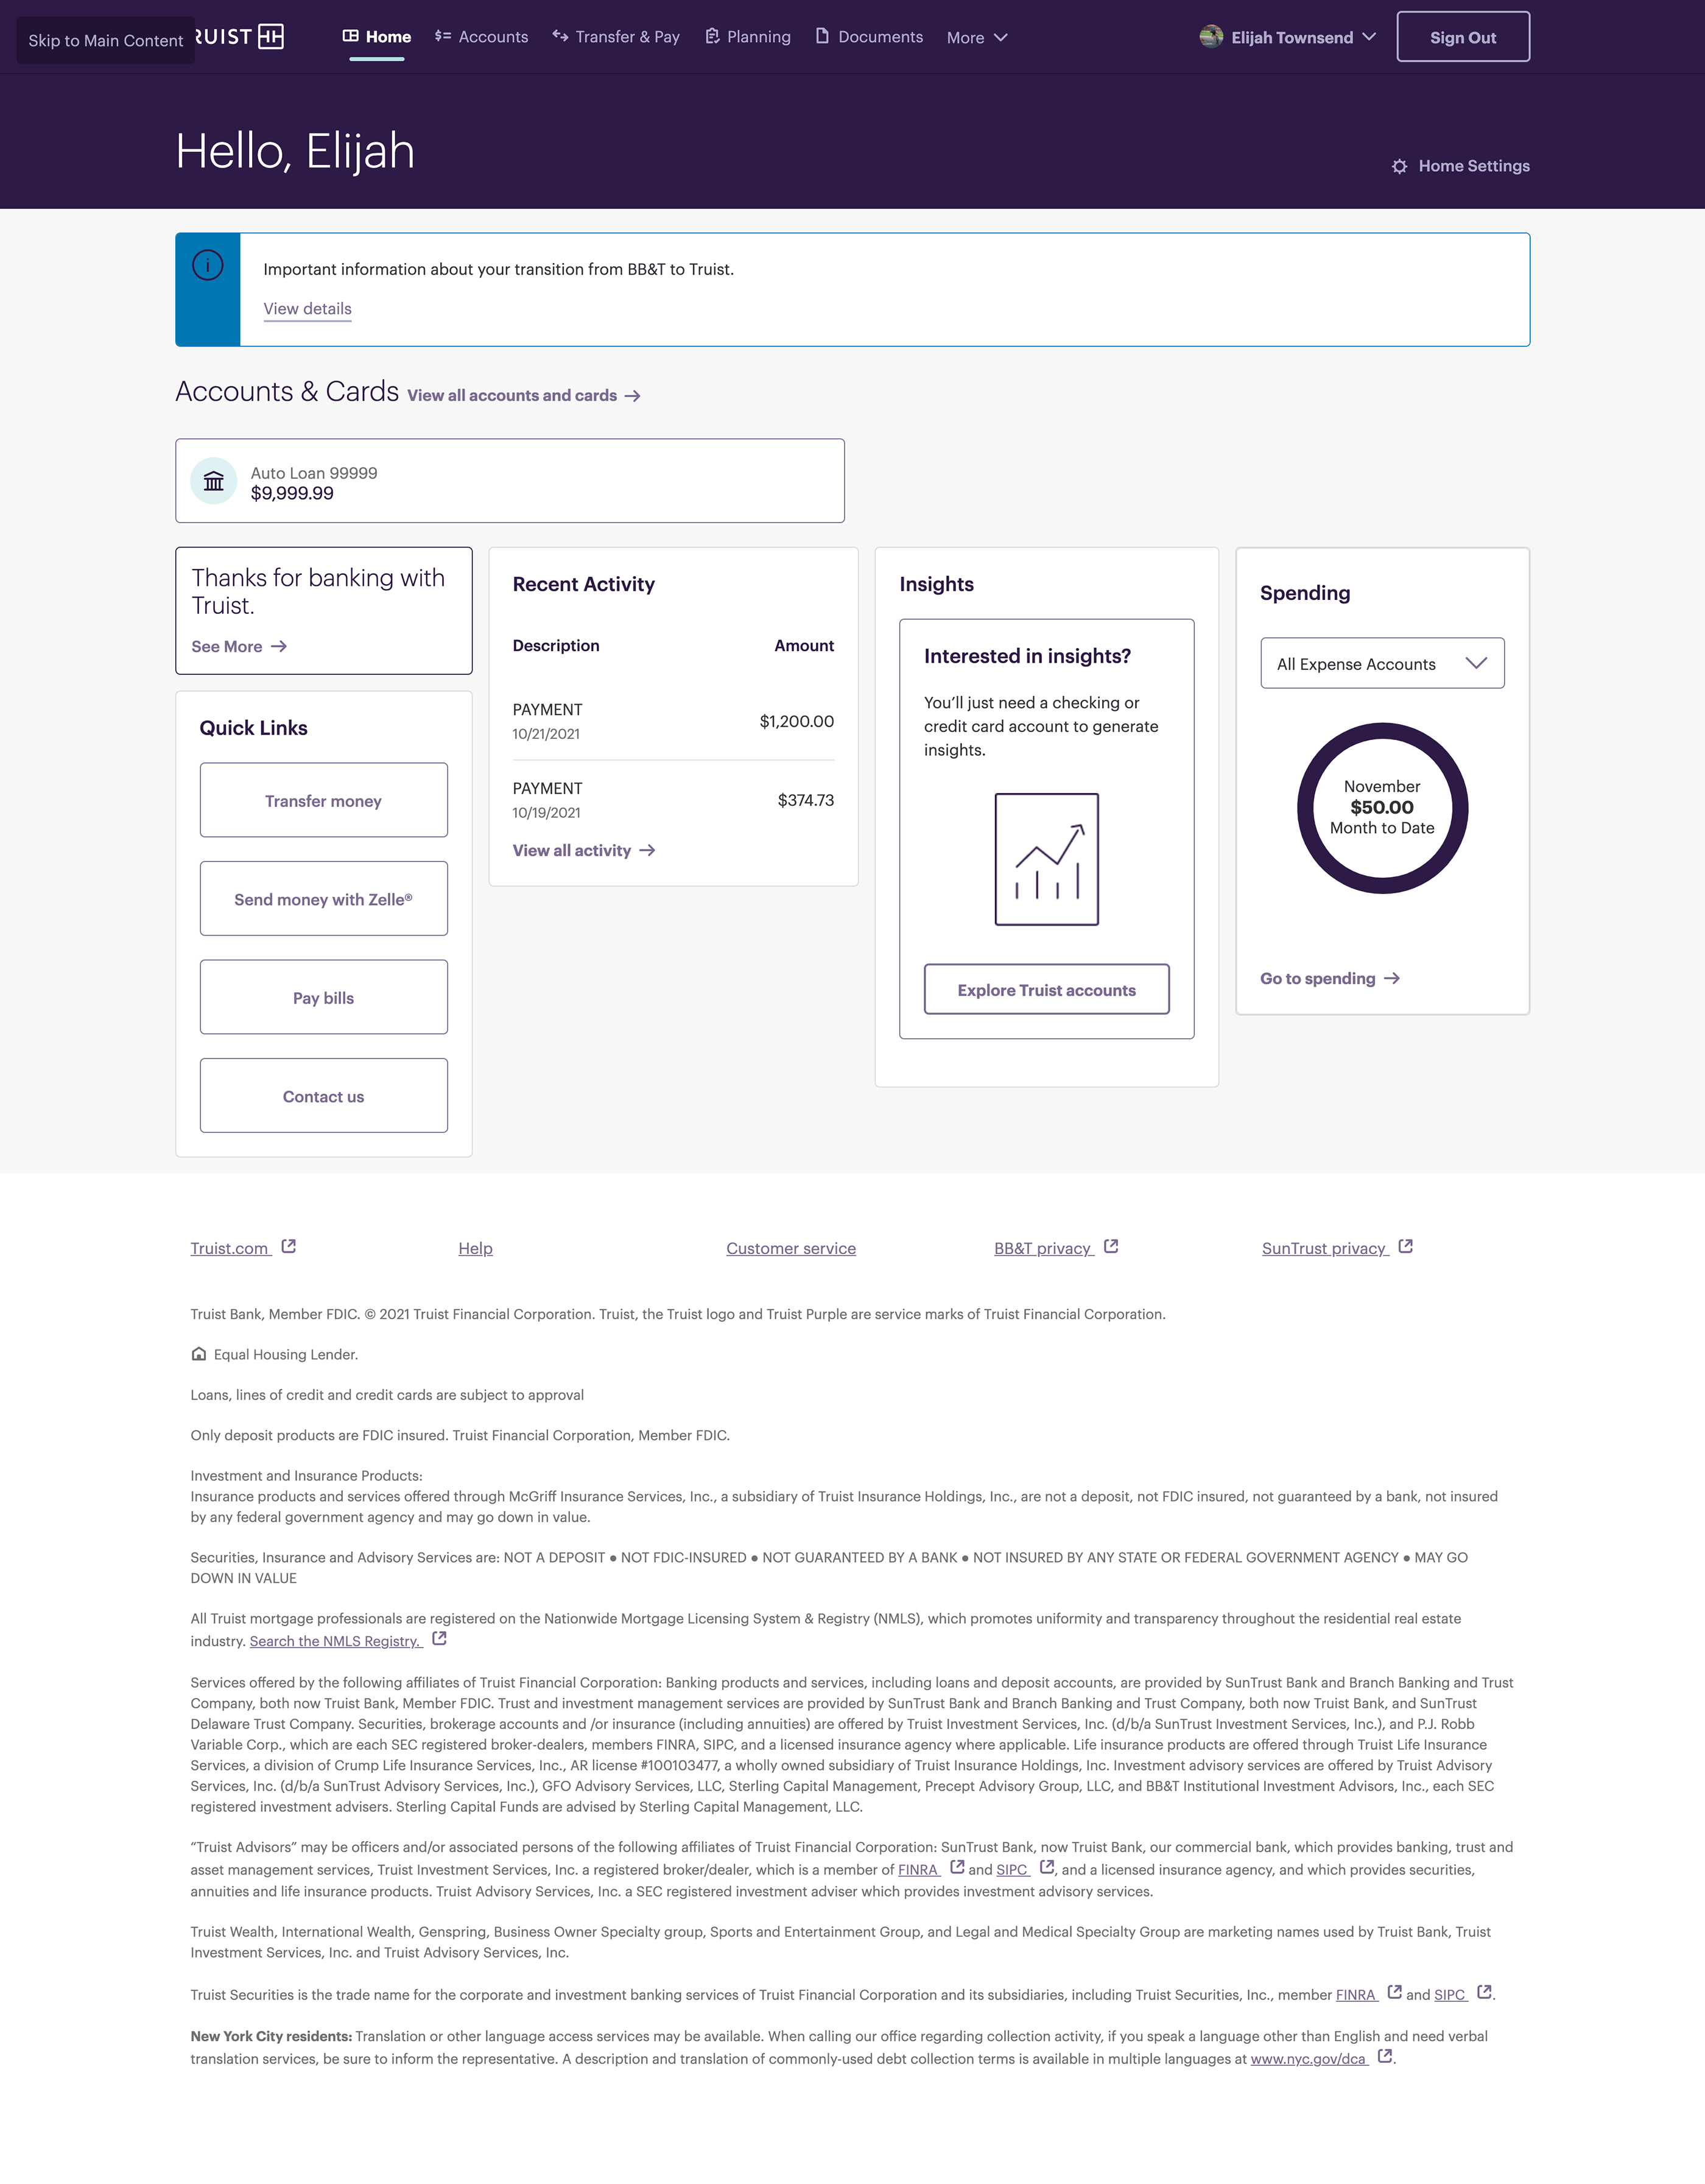 Skip to Main Content
RUIST
Home
Accounts
Transfer & Pay
Planning
Documents
More
Elijah Townsend
Sign Out
Hello, Elijah
Home Settings
Important information about your transition from BB&T to Truist.
View details
Accounts & Cards View all accounts and cards
Auto Loan 99999
$9,999.99
Thanks for banking with
Truist.
See More
Quick Links
Transfer money
Send money with Zelle®
Pay bills
Contact us
Recent Activity
Description Amount
PAYMENT
10/21/2021
$1,200.00
PAYMENT
10/19/2021
$374.73
View all activity
Insights
Interested in insights?
You’ll just need a checking or
credit card account to generate
insights.
Explore Truist accounts
Spending
All Expense Accounts
November
$50.00
Month to Date
Go to spending
Truist.com
Help
Customer service
BB&T privacy
SunTrust privacy
Truist Bank, Member FDIC. © 2021 Truist Financial Corporation. Truist, the Truist logo and Truist Purple are service marks of Truist Financial Corporation.
Equal Housing Lender.
Loans, lines of credit and credit cards are subject to approval
Only deposit products are FDIC insured. Truist Financial Corporation, Member FDIC.
Investment and Insurance Products:
Insurance products and services offered through McGriff Insurance Services, Inc., a subsidiary of Truist Insurance Holdings, Inc., are not a deposit, not FDIC insured, not guaranteed by a bank, not insured
by any federal government agency and may go down in value.
Securities, Insurance and Advisory Services are: NOT A DEPOSIT ● NOT FDIC-INSURED ● NOT GUARANTEED BY A BANK ● NOT INSURED BY ANY STATE OR FEDERAL GOVERNMENT AGENCY ● MAY GO
DOWN IN VALUE
All Truist mortgage professionals are registered on the Nationwide Mortgage Licensing System & Registry (NMLS), which promotes uniformity and transparency throughout the residential real estate
industry. Search the NMLS Registry.
Services offered by the following affiliates of Truist Financial Corporation: Banking products and services, including loans and deposit accounts, are provided by SunTrust Bank and Branch Banking and Trust
Company, both now Truist Bank, Member FDIC. Trust and investment management services are provided by SunTrust Bank and Branch Banking and Trust Company, both now Truist Bank, and SunTrust
Delaware Trust Company. Securities, brokerage accounts and /or insurance (including annuities) are offered by Truist Investment Services, Inc. (d/b/a SunTrust Investment Services, Inc.), and P.J. Robb
Variable Corp., which are each SEC registered broker-dealers, members FINRA, SIPC, and a licensed insurance agency where applicable. Life insurance products are offered through Truist Life Insurance
Services, a division of Crump Life Insurance Services, Inc., AR license #100103477, a wholly owned subsidiary of Truist Insurance Holdings, Inc. Investment advisory services are offered by Truist Advisory
Services, Inc. (d/b/a SunTrust Advisory Services, Inc.), GFO Advisory Services, LLC, Sterling Capital Management, Precept Advisory Group, LLC, and BB&T Institutional Investment Advisors, Inc., each SEC
registered investment advisers. Sterling Capital Funds are advised by Sterling Capital Management, LLC.
“Truist Advisors” may be officers and/or associated persons of the following affiliates of Truist Financial Corporation: SunTrust Bank, now Truist Bank, our commercial bank, which provides banking, trust and
asset management services, Truist Investment Services, Inc. a registered broker/dealer, which is a member of FINRA and SIPC , and a licensed insurance agency, and which provides securities,
annuities and life insurance products. Truist Advisory Services, Inc. a SEC registered investment adviser which provides investment advisory services.
Truist Wealth, International Wealth, Genspring, Business Owner Specialty group, Sports and Entertainment Group, and Legal and Medical Specialty Group are marketing names used by Truist Bank, Truist
Investment Services, Inc. and Truist Advisory Services, Inc.
Truist Securities is the trade name for the corporate and investment banking services of Truist Financial Corporation and its subsidiaries, including Truist Securities, Inc., member FINRA and SIPC .
New York City residents: Translation or other language access services may be available. When calling our office regarding collection activity, if you speak a language other than English and need verbal
translation services, be sure to inform the representative. A description and translation of commonly-used debt collection terms is available in multiple languages at www.nyc.gov/dca .